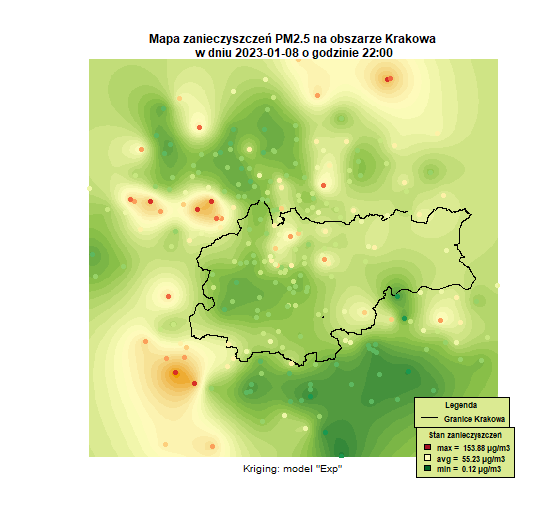 Mapa zanieczyszczeń PM2.5 na obszarze Krakowa
w dniu 2023-01-08 o godzinie 22:00
Legenda
Granice Krakowa
Stan zanieczyszczeń
max = 153.88 µg/m3
avg = 55.23 µg/m3
min = 0.12 µg/m3
Kriging: model "Exp"